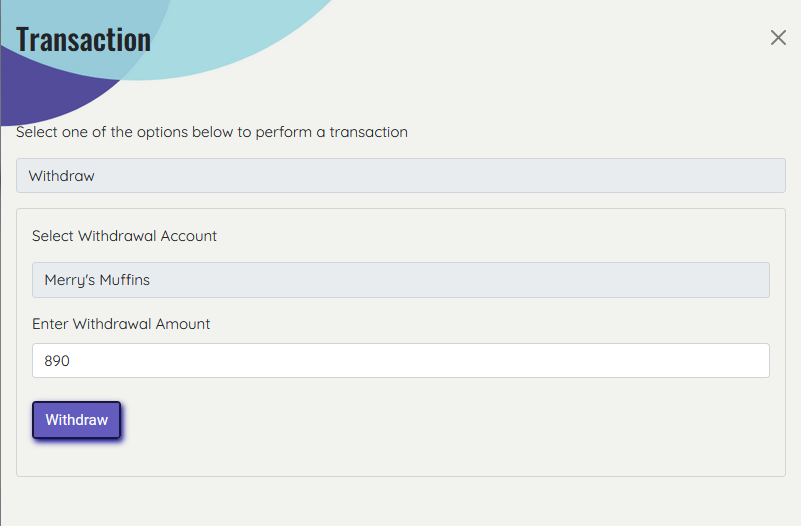 Transaction
Select one of the options below to perform a transaction
Withdraw
Select Withdrawal Account
Merry's Muffins
Enter Withdrawal Amount
890
Withdraw